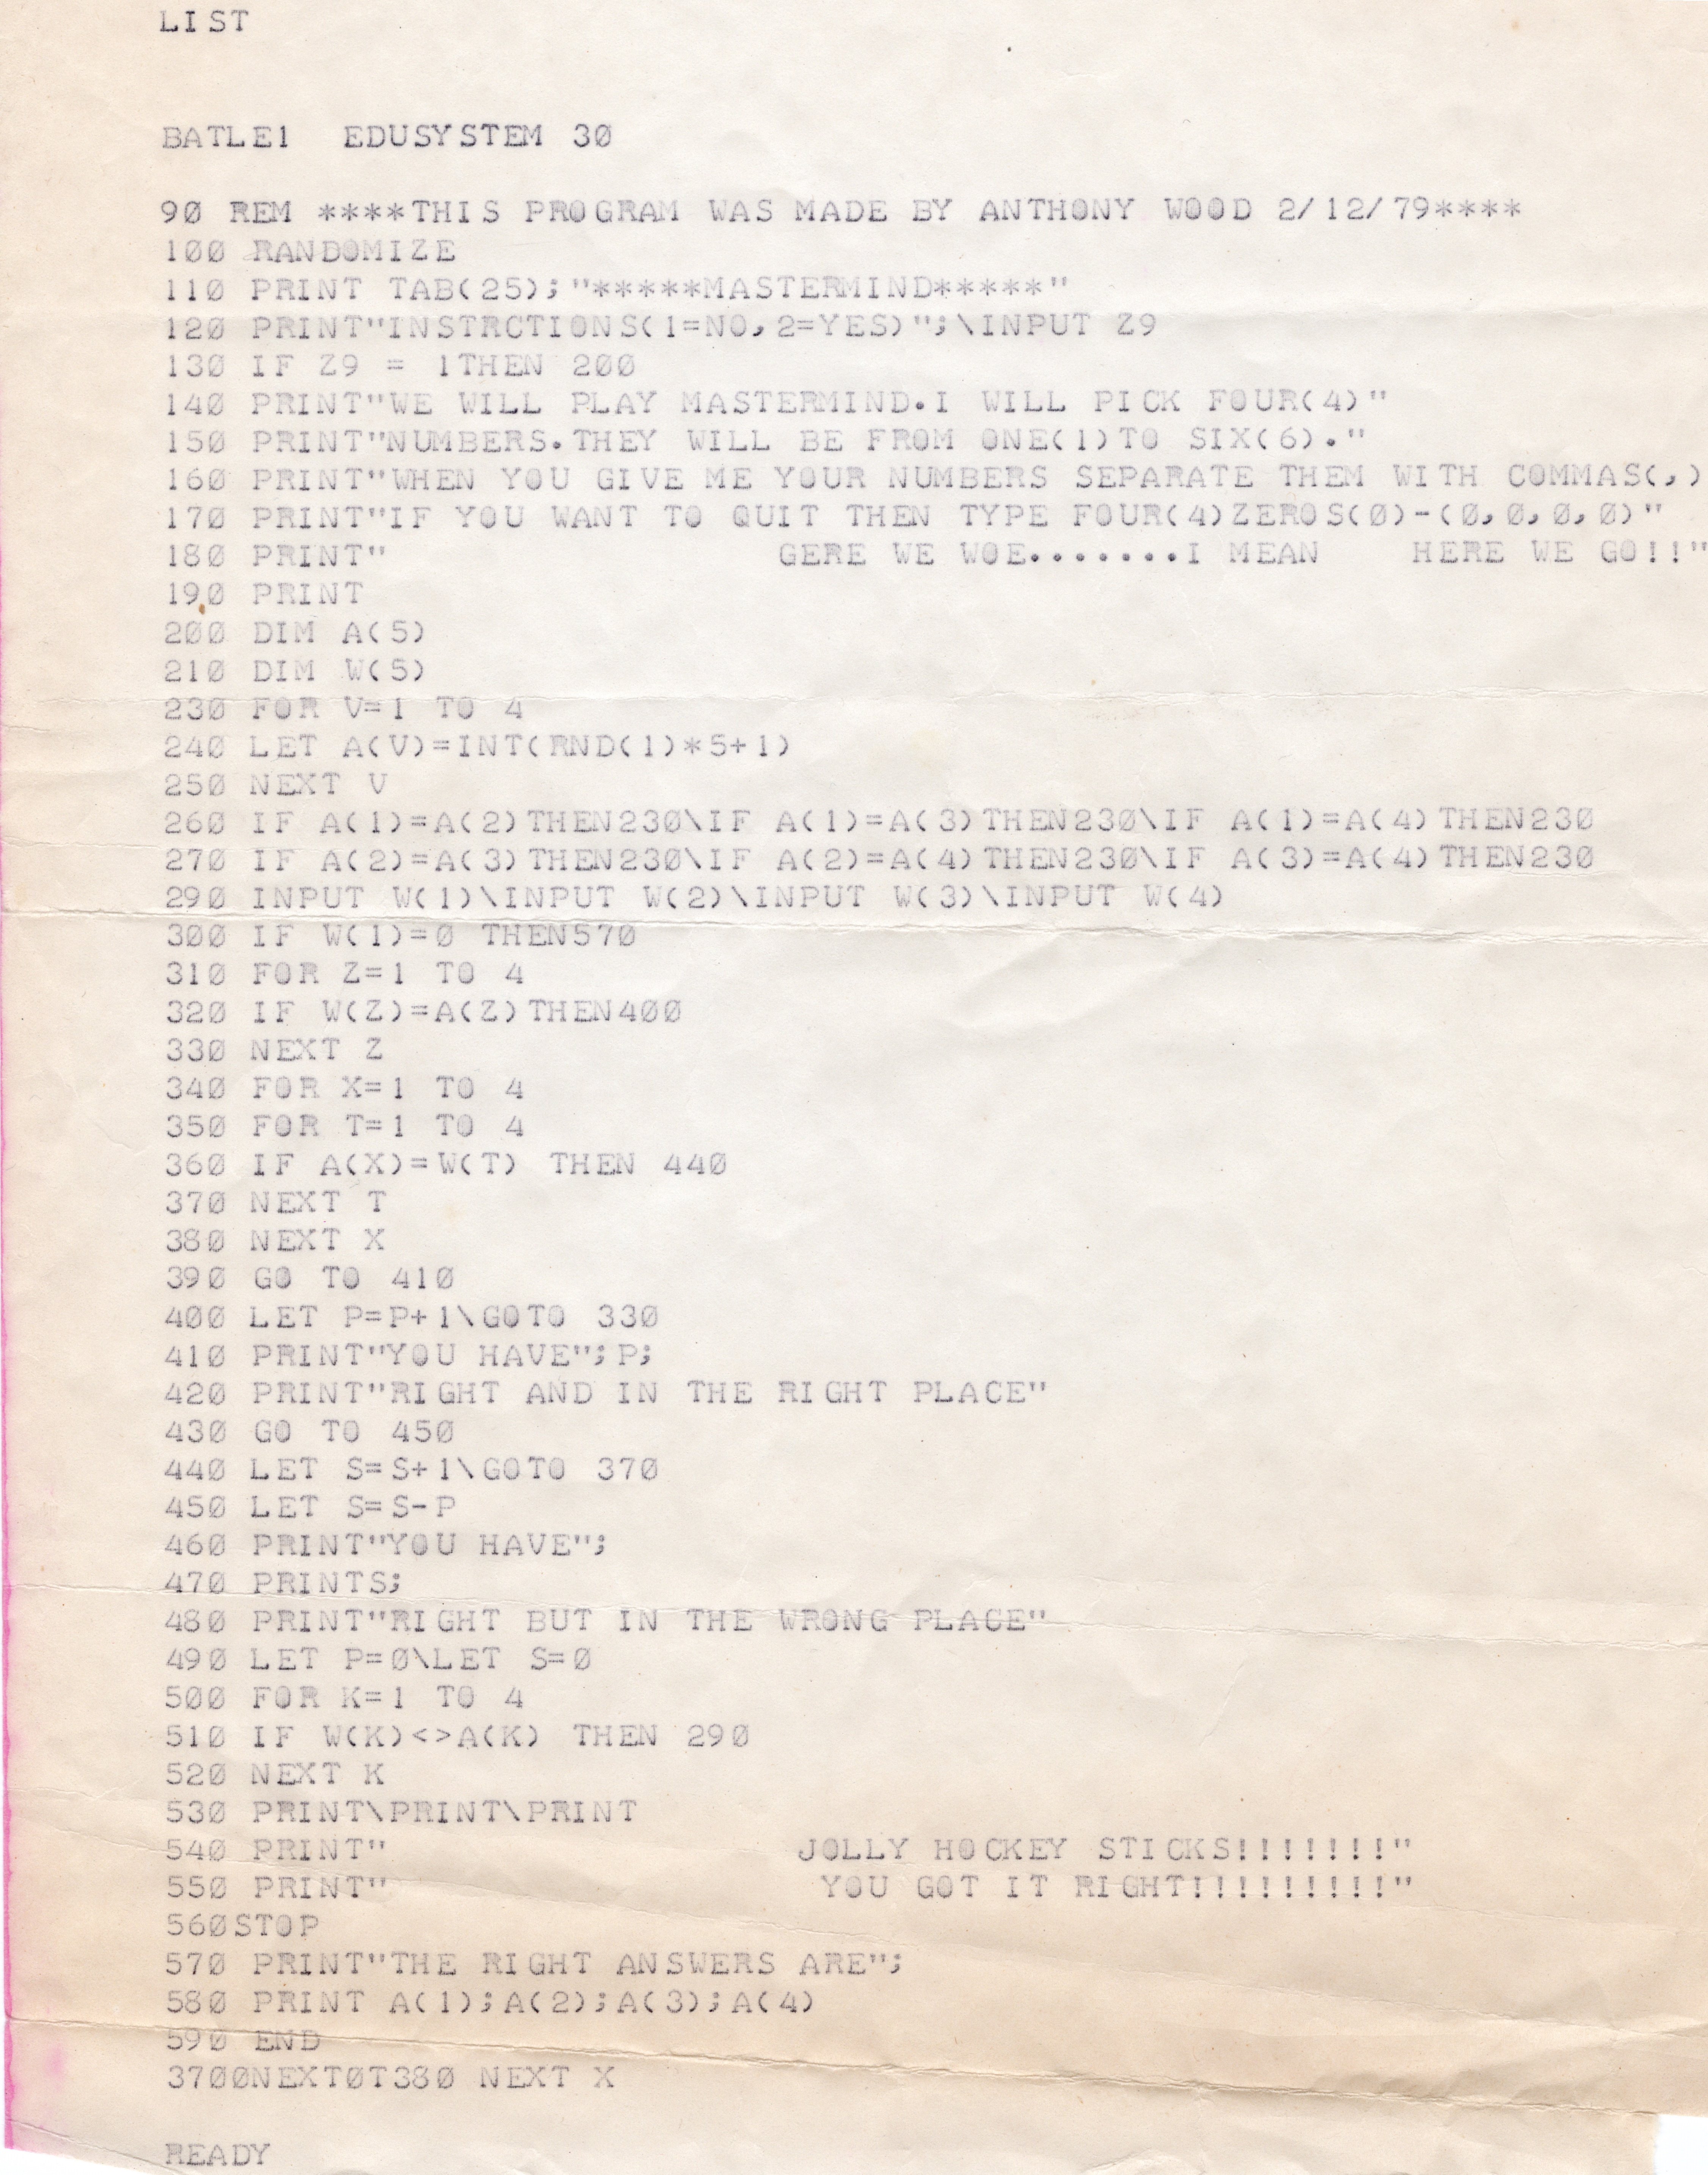 LIST
BATLE1  EDUSYSTEM 30
90 REM ****THIS PROGRAM WAS MADE BY ANTHONY WOOD 2/12/79****
100 RANDOMIZE
110 PRINT TAB(25);"*****MASTERMIND*****"
120 PRINT"INSTRCTIONS(1=NO,2=YES)";\INPUT Z9
130 IF Z9 = 1THEN 200
140 PRINT"WE WILL PLAY MASTERMIND.I WILL PICK FOUR(4)"
150 PRINT"NUMBERS.THEY WILL BE FROM ONE(1)TO SIX(6)."
160 PRINT"WHEN YOU GIVE ME YOUR NUMBERS SEPARATE THEM WITH COMMAS(,)
170 PRINT"IF YOU WANT TO QUIT THEN TYPE FOUR(4)ZEROS(0)-(0,0,0,0)"
180 PRINT"                 GERE WE WOE.......I MEAN    HERE WE GO!!"
190 PRINT
200 DIM A(5)
210 DIM W(5)
230 FOR V=1 TO 4
240 LET A(V)=INT(RND(1)*5+1)
250 NEXT V
260 IF A(1)=A(2)THEN230\IF A(1)=A(3)THEN230\IF A(1)=A(4)THEN230
270 IF A(2)=A(3)THEN230\IF A(2)=A(4)THEN230\IF A(3)=A(4)THEN230
290 INPUT W(1)\INPUT W(2)\INPUT W(3)\INPUT W(4)
300 IF W(1)=0 THEN570
310 FOR Z=1 TO 4
320 IF W(Z)=A(Z)THEN400
330 NEXT Z
340 FOR X=1 TO 4
350 FOR T=1 TO 4
360 IF A(X)=W(T) THEN 440
370 NEXT T
380 NEXT X
390 GO TO 410
400 LET P=P+1\GOTO 330
410 PRINT"YOU HAVE";P;
420 PRINT"RIGHT AND IN THE RIGHT PLACE"
430 GO TO 450
440 LET S=S+1\GOTO 370
450 LET S=S-P
460 PRINT"YOU HAVE";
470 PRINTS;
480 PRINT"RIGHT BUT IN THE WRONG PLACE"
490 LET P=0\LET S=0
500 FOR K=1 TO 4
510 IF W(K)<>A(K) THEN 290
520 NEXT K
530 PRINT\PRINT\PRINT
540 PRINT"                  JOLLY HOCKEY STICKS!!!!!!!"
550 PRINT"                   YOU GOT IT RIGHT!!!!!!!!!"
560STOP
570 PRINT"THE RIGHT ANSWERS ARE";
580 PRINT A(1);A(2);A(3);A(4)
590 END
3700NEXT0T380 NEXT X
READY